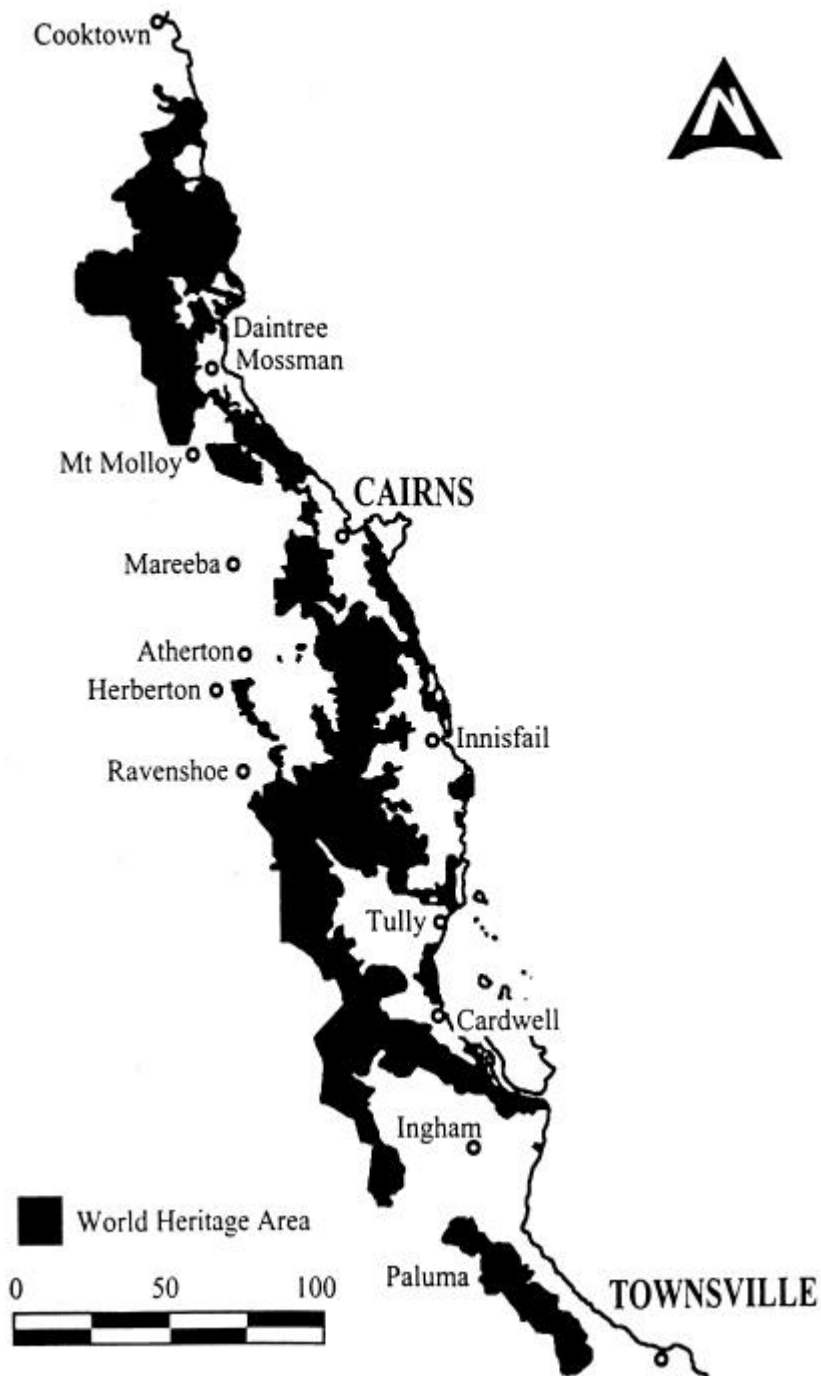 Cooktown
N
Daintree
Mossman
Mt Molloy
CAIRNS
Mareeba
Atherton
Herberton
Innisfail
Ravenshoe
Tully
Cardwell
Ingham
World Heritage Area
Paluma
0 50 100
TOWNSVILLE